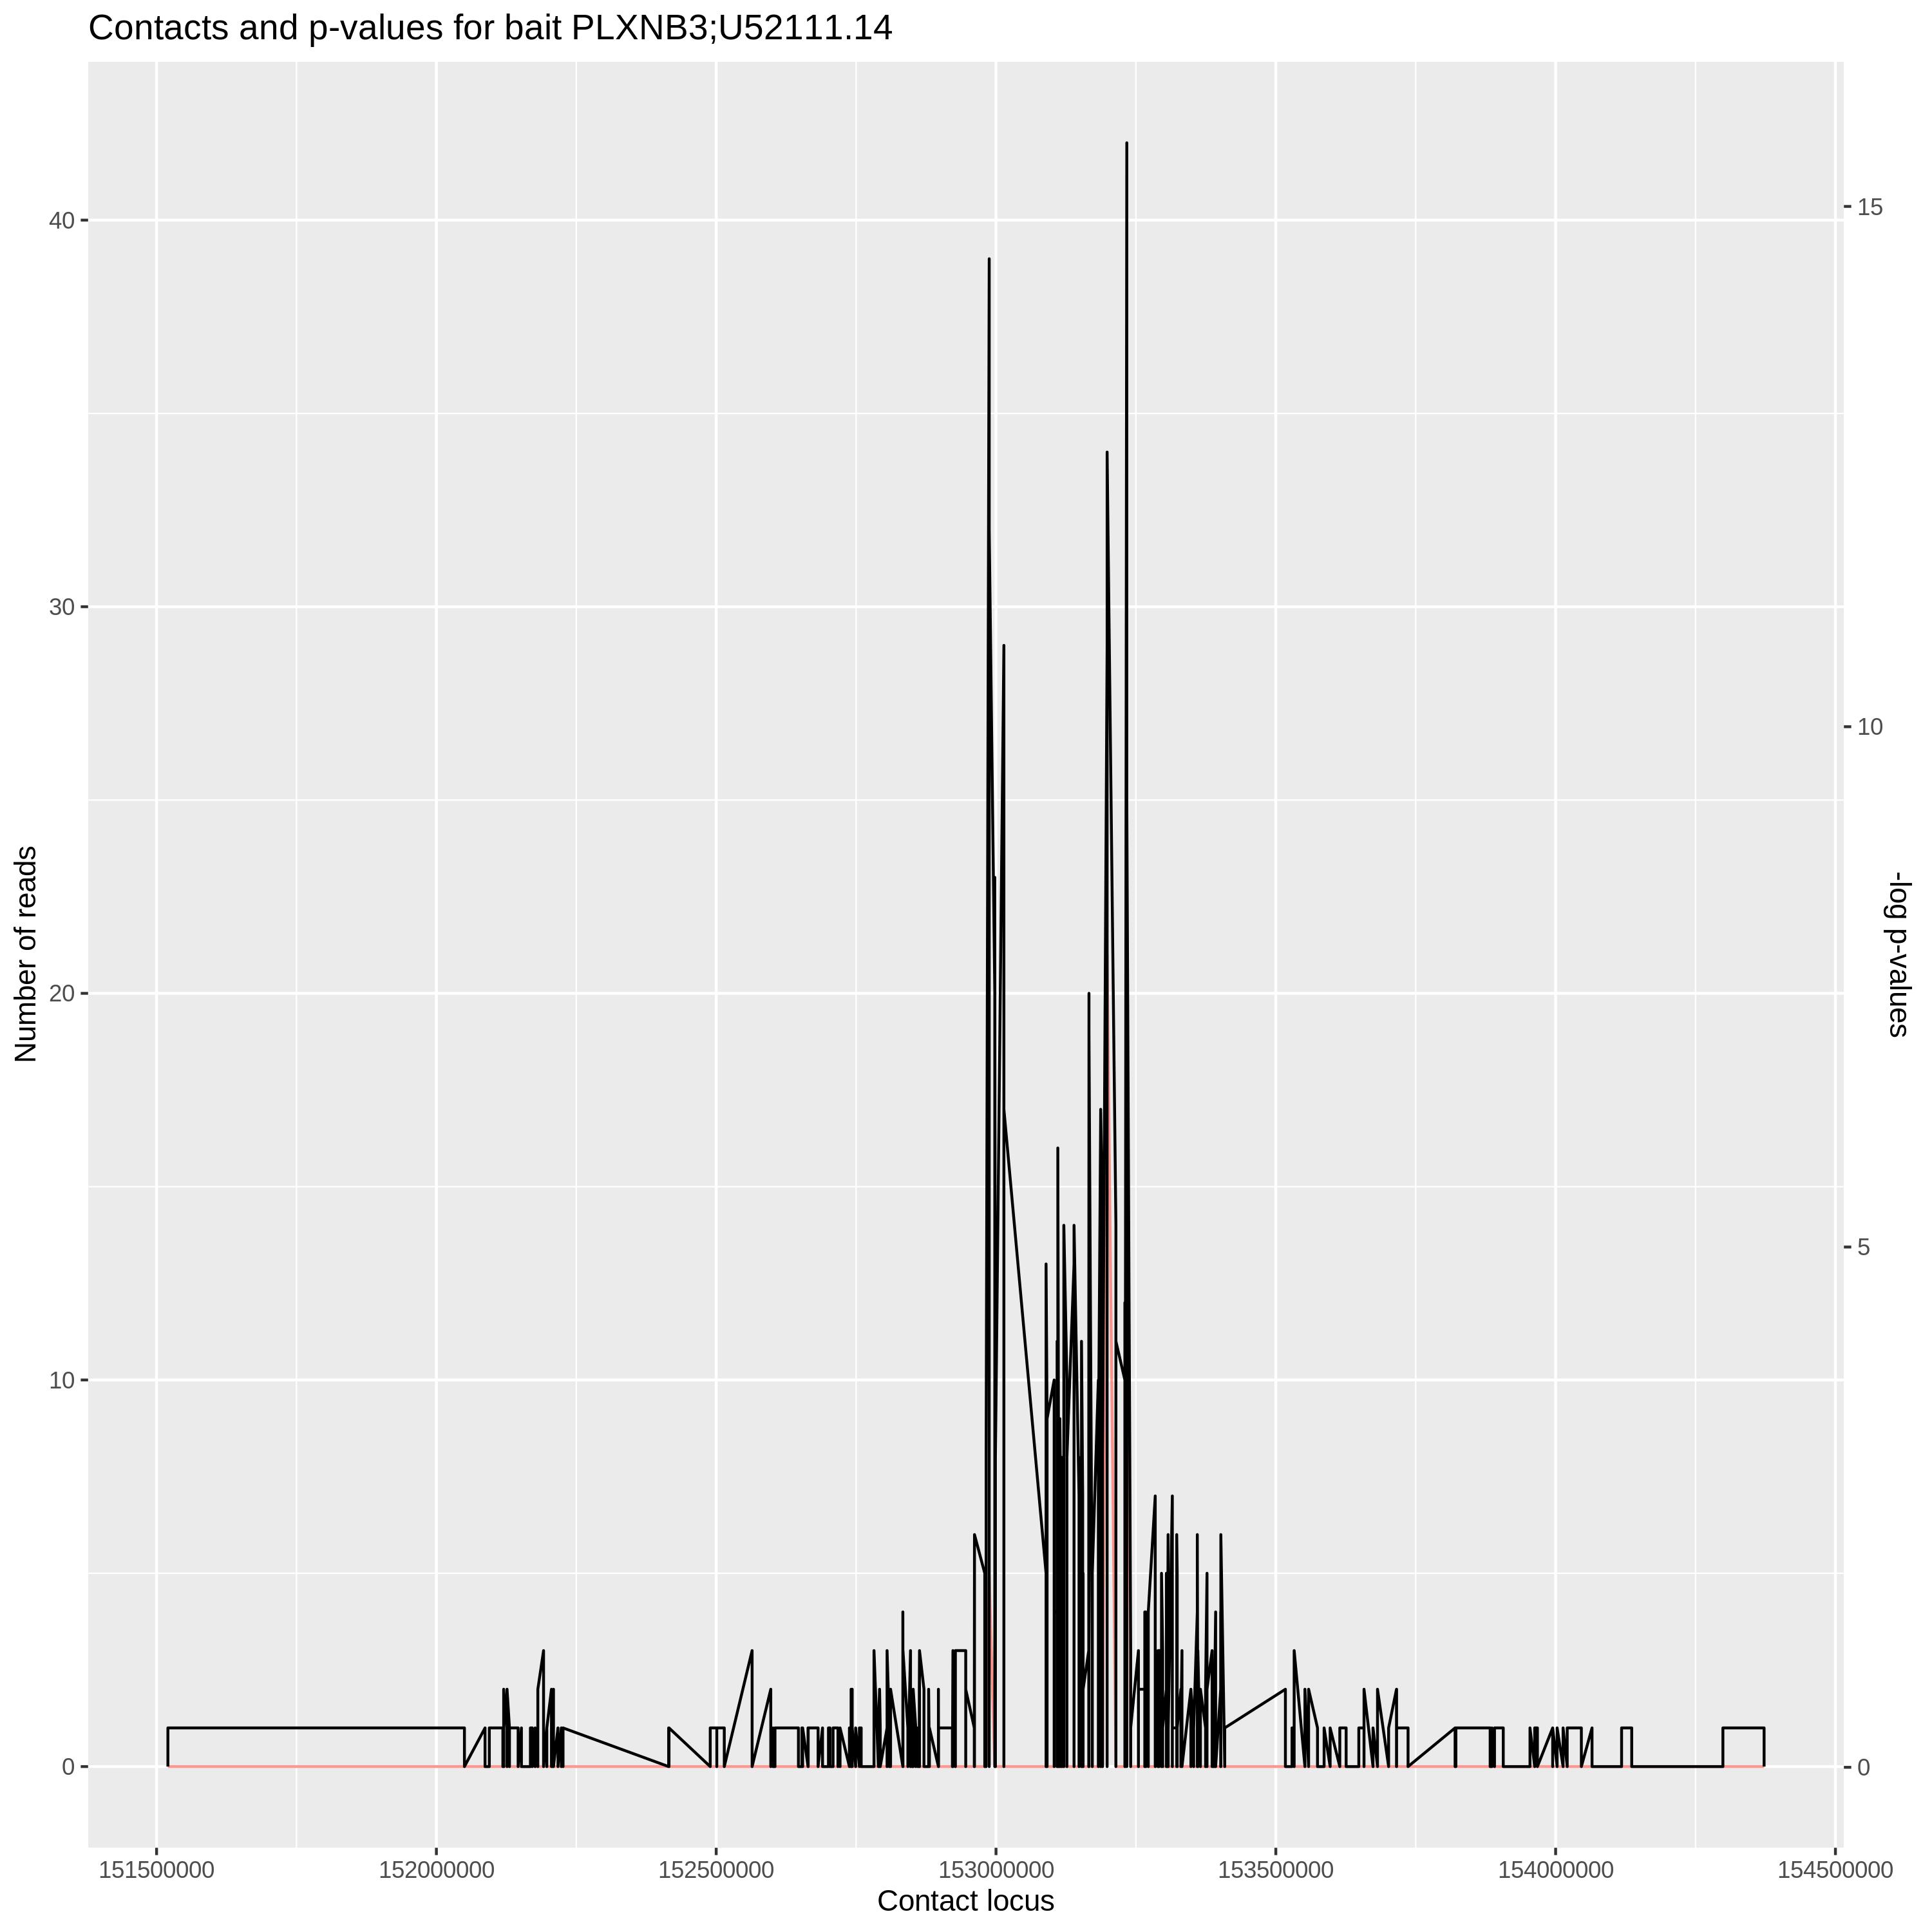 Contacts and p-values for bait PLXNB3;U52111.14
40
30
20
10
0
Number of reads
15
10
5
0
-log p-values
151500000 152000000 152500000 153000000 153500000 154000000 154500000
Contact locus